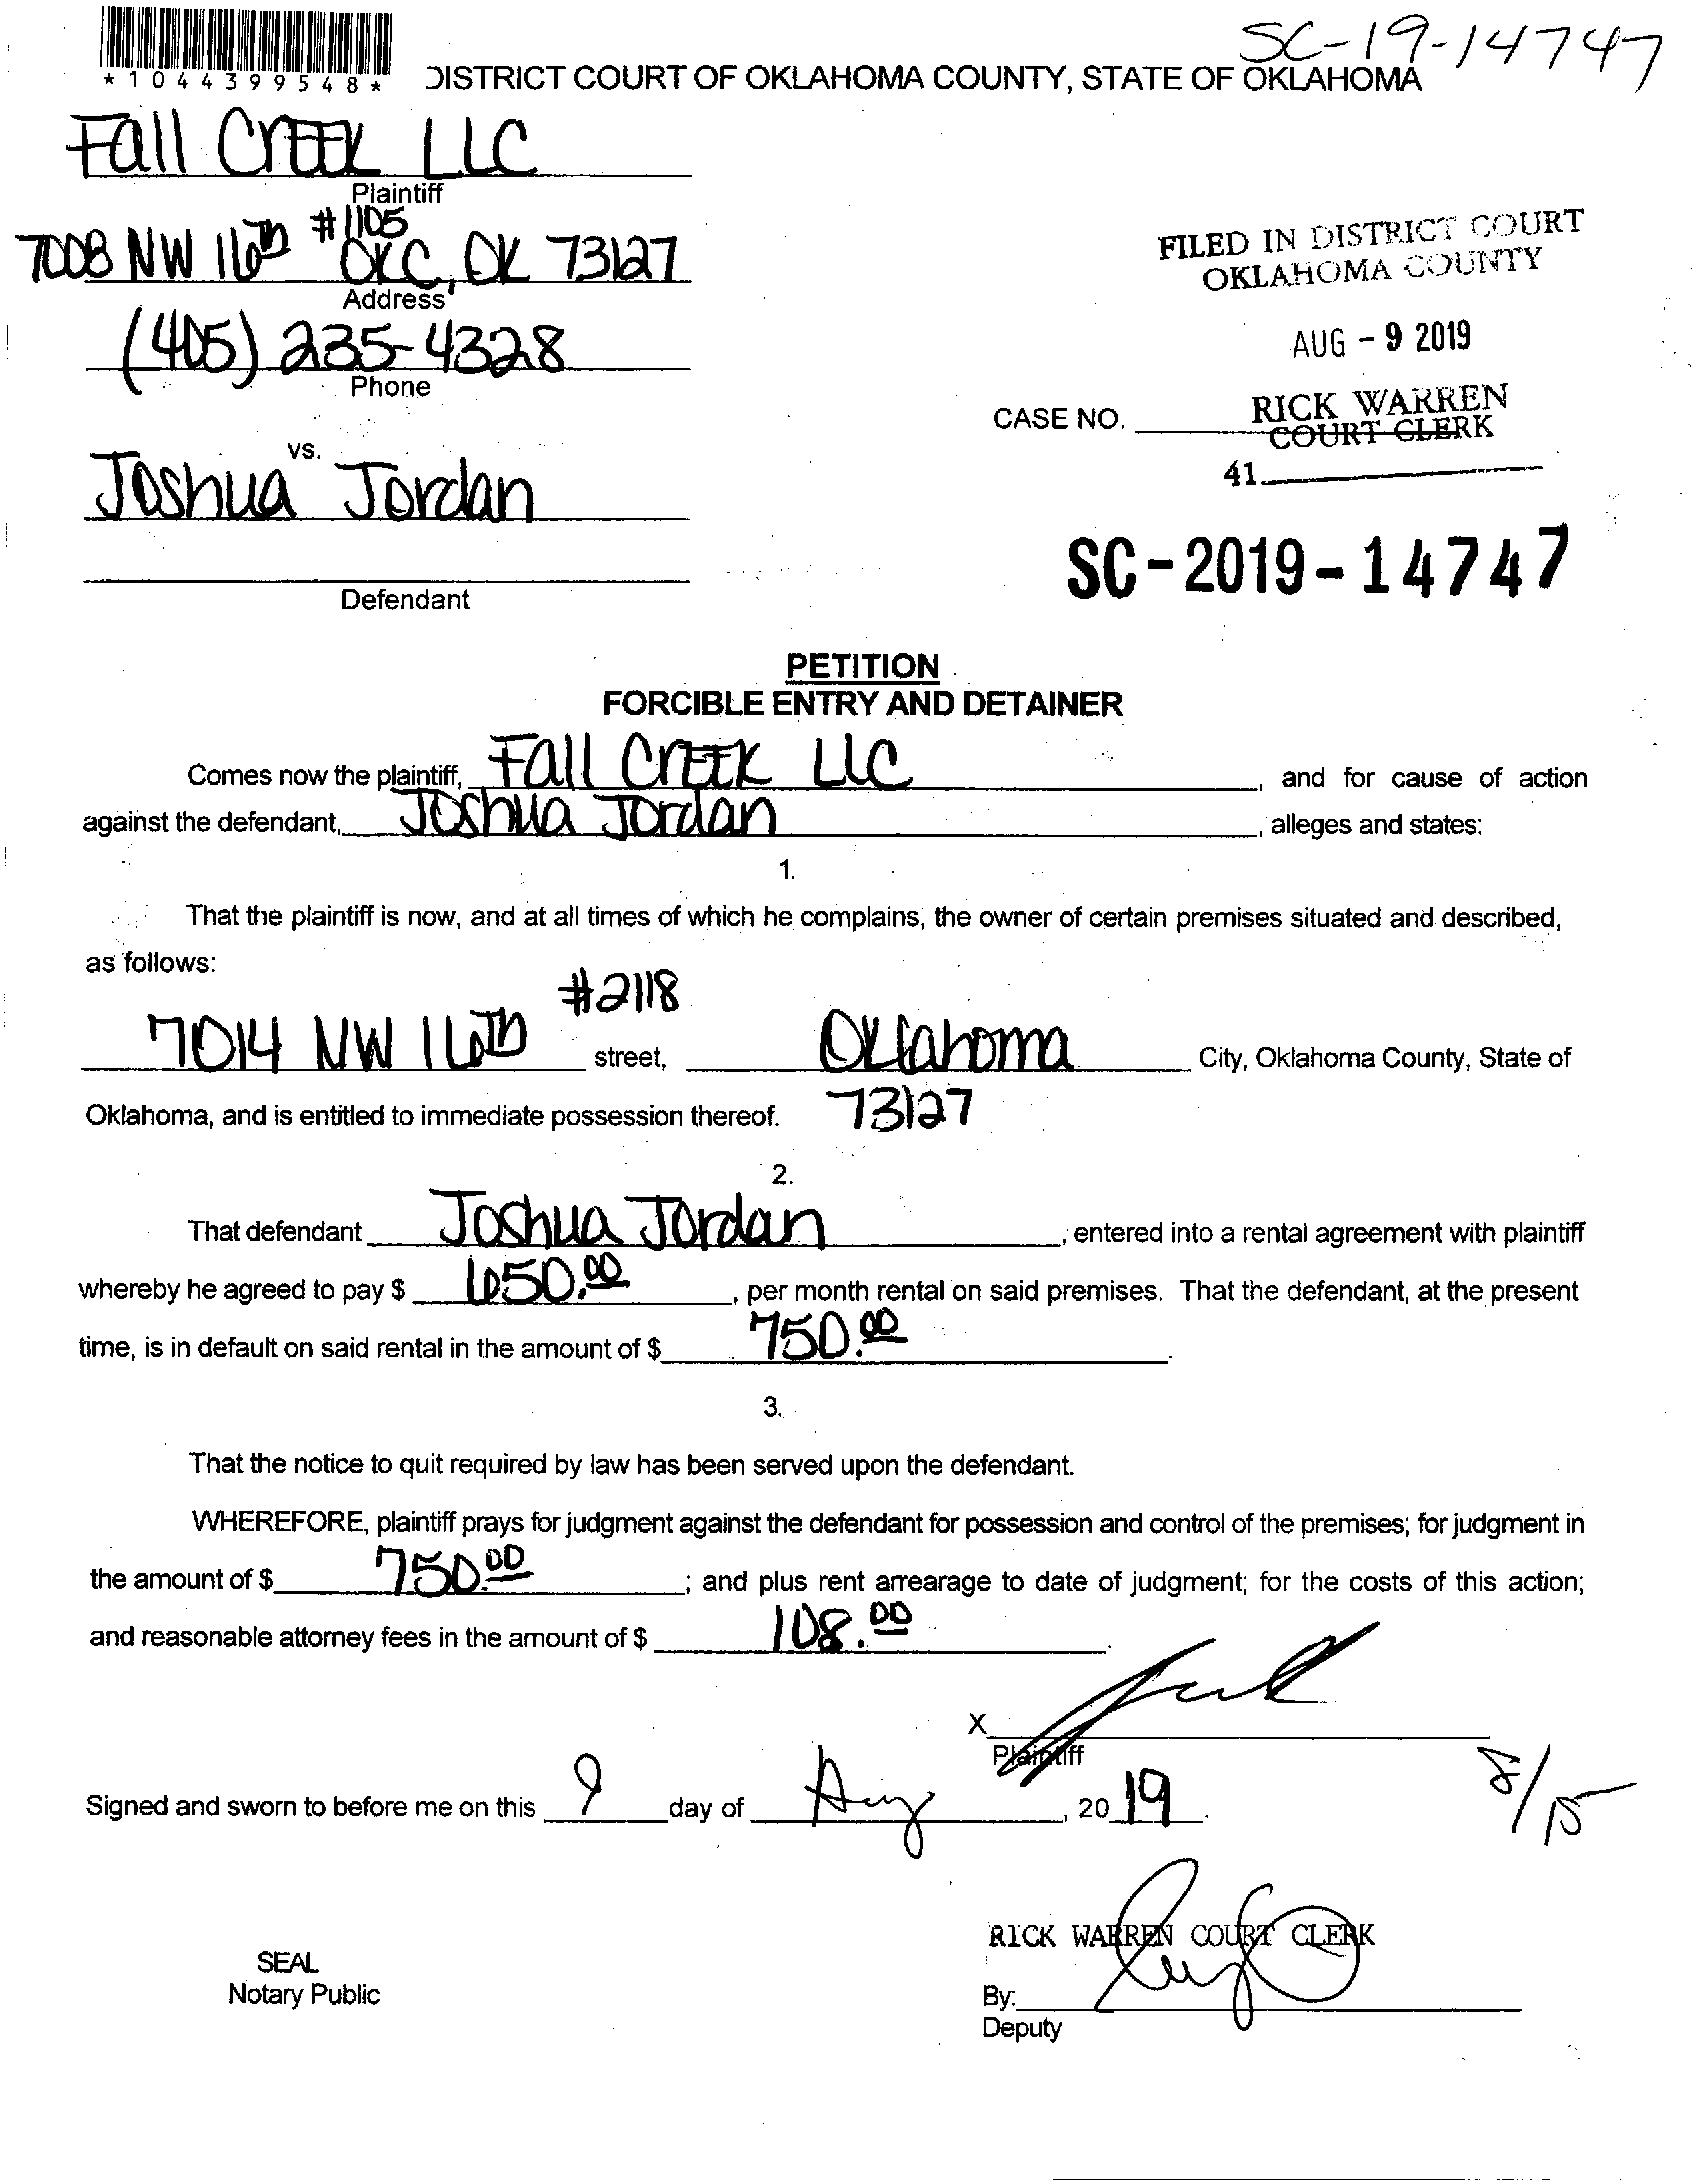 SC-19-14747
*1044399548*
DISTRICT COURT OF OKLAHOMA COUNTY, STATE OF OKLAHOMA
Fall Creek LLC
Plaintiff
7008 NW 16th #1105 OKC, OK 73127
Address
(405) 235-4328
Phone
FILED IN DISTRICT COURT
OKLAHOMA COUNTY
AUG - 9 2019
RICK WARREN
COURT CLERK
41
CASE NO.
vs.
Joshua Jordan
Defendant
SC-2019-14747
PETITION
FORCIBLE ENTRY AND DETAINER
Comes now the plaintiff, Fall Creek LLC, and for cause of action
against the defendant, Joshua Jordan, alleges and states:
1.
That the plaintiff is now, and at all times of which he complains, the owner of certain premises situated and described,
as follows:
7014 NW 16th #2118 street, Oklahoma City, Oklahoma County, State of
Oklahoma, and is entitled to immediate possession thereof. 73127
2.
That defendant Joshua Jordan, entered into a rental agreement with plaintiff
whereby he agreed to pay $ 650.00, per month rental on said premises. That the defendant, at the present
time, is in default on said rental in the amount of $ 750.00.
3.
That the notice to quit required by law has been served upon the defendant.
WHEREFORE, plaintiff prays for judgment against the defendant for possession and control of the premises; for judgment in
the amount of $ 750.00; and plus rent arrearage to date of judgment; for the costs of this action;
and reasonable attorney fees in the amount of $ 108.00.
X
Plaintiff
Signed and sworn to before me on this 9 day of Aug, 2019.
8/15
RICK WARREN COURT CLERK
SEAL
Notary Public
By:
Deputy